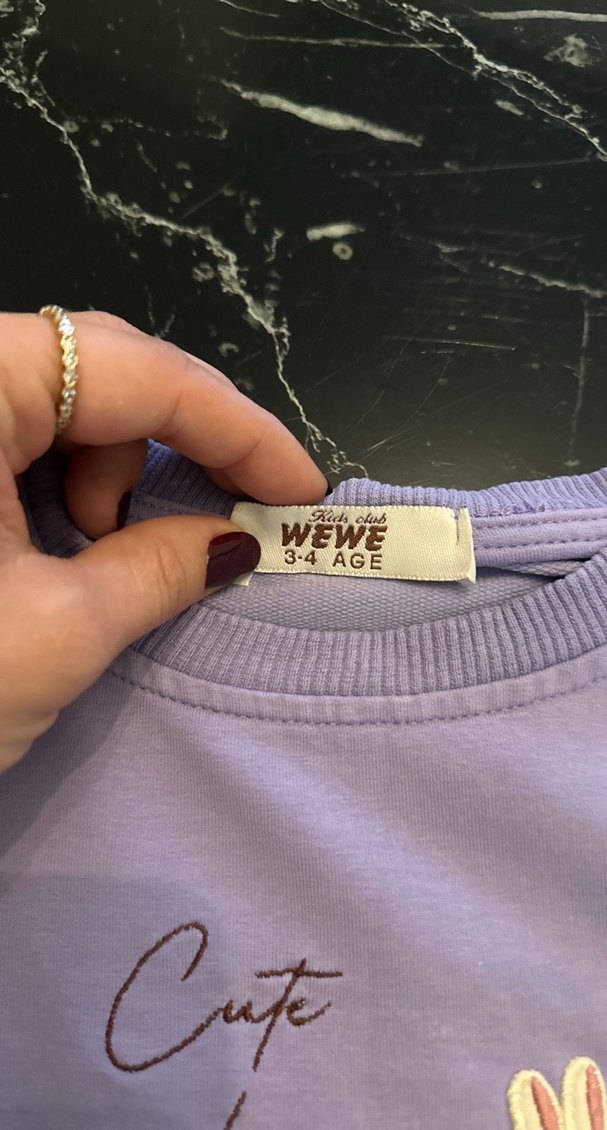 Kids club
WEWE
3-4 AGE
Cute